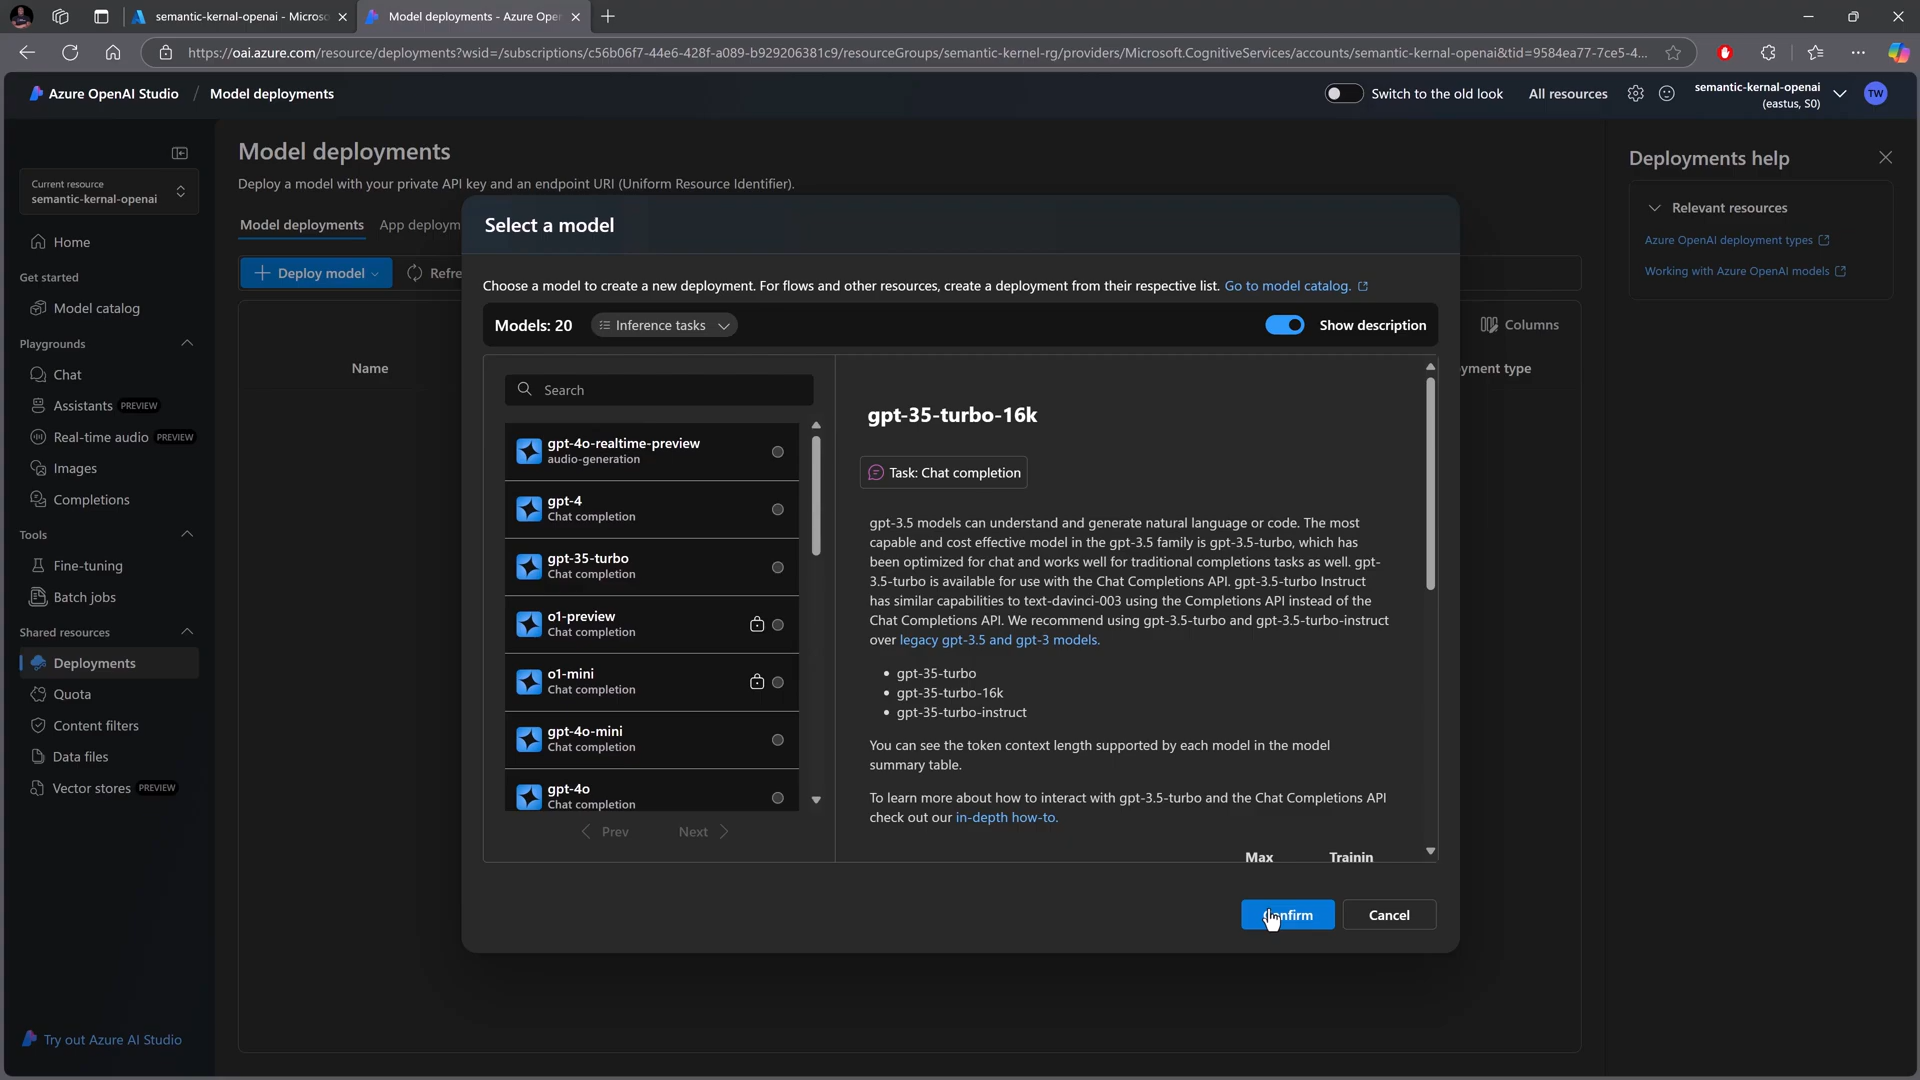 semantic-kernal-openai - Micros
Model deployments - Azure Ope
https://oai.azure.com/resource/deployments?wsid=/subscriptions/c56b06f7-44e6-428f-a089-b929206381c9/resourceGroups/semantic-kernel-rg/providers/Microsoft.CognitiveServices/accounts/semantic-kernal-openai&tid=9584ea77-7ce5-4...
Azure OpenAI Studio / Model deployments
Switch to the old look
All resources
semantic-kernal-openai
(eastus, S0)
TW
Current resource
semantic-kernal-openai
Home
Get started
Model catalog
Playgrounds
Chat
Assistants PREVIEW
Real-time audio PREVIEW
Images
Completions
Tools
Fine-tuning
Batch jobs
Shared resources
Deployments
Quota
Content filters
Data files
Vector stores PREVIEW
Try out Azure AI Studio
Model deployments
Deploy a model with your private API key and an endpoint URI (Uniform Resource Identifier).
Model deployments App deploym
Deploy model
Refre
Columns
Name
yment type
Select a model
Choose a model to create a new deployment. For flows and other resources, create a deployment from their respective list. Go to model catalog.
Models: 20
Inference tasks
Show description
Search
gpt-4o-realtime-preview
audio-generation
gpt-4
Chat completion
gpt-35-turbo
Chat completion
o1-preview
Chat completion
o1-mini
Chat completion
gpt-4o-mini
Chat completion
gpt-4o
Chat completion
Prev
Next
gpt-35-turbo-16k
Task: Chat completion
gpt-3.5 models can understand and generate natural language or code. The most
capable and cost effective model in the gpt-3.5 family is gpt-3.5-turbo, which has
been optimized for chat and works well for traditional completions tasks as well. gpt-
3.5-turbo is available for use with the Chat Completions API. gpt-3.5-turbo Instruct
has similar capabilities to text-davinci-003 using the Completions API instead of the
Chat Completions API. We recommend using gpt-3.5-turbo and gpt-3.5-turbo-instruct
over legacy gpt-3.5 and gpt-3 models.
• gpt-35-turbo
• gpt-35-turbo-16k
• gpt-35-turbo-instruct
You can see the token context length supported by each model in the model
summary table.
To learn more about how to interact with gpt-3.5-turbo and the Chat Completions API
check out our in-depth how-to.
Max
Trainin
Confirm
Cancel
Deployments help
Relevant resources
Azure OpenAI deployment types
Working with Azure OpenAI models